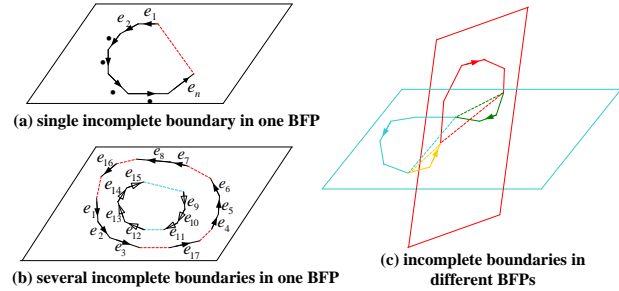 e₂ e₁
eₙ
(a) single incomplete boundary in one BFP
e₈ e₇
e₁₆ e₁₅ e₆
e₁₄ e₉ e₅
e₁ e₁₃ e₁₀ e₄
e₂ e₁₂ e₁₁
e₃ e₁₇
(b) several incomplete boundaries in one BFP
(c) incomplete boundaries in
different BFPs